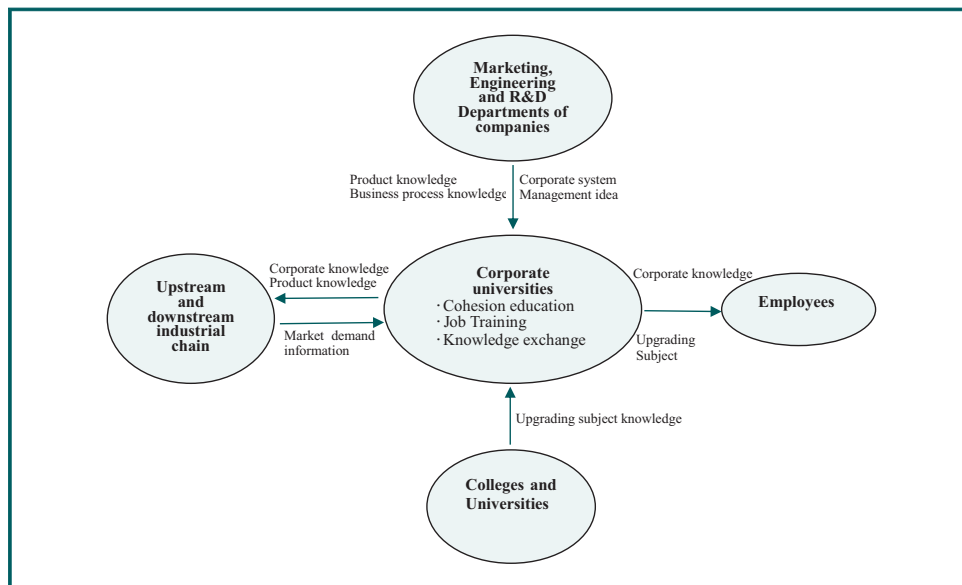 Marketing,
Engineering
and R&D
Departments of
companies
Product knowledge
Business process knowledge
Corporate system
Management idea
Corporate knowledge
Product knowledge
Upstream
and
downstream
industrial
chain
Market demand
information
Corporate
universities
· Cohesion education
· Job Training
· Knowledge exchange
Corporate knowledge
Upgrading
Subject
Employees
Upgrading subject knowledge
Colleges and
Universities